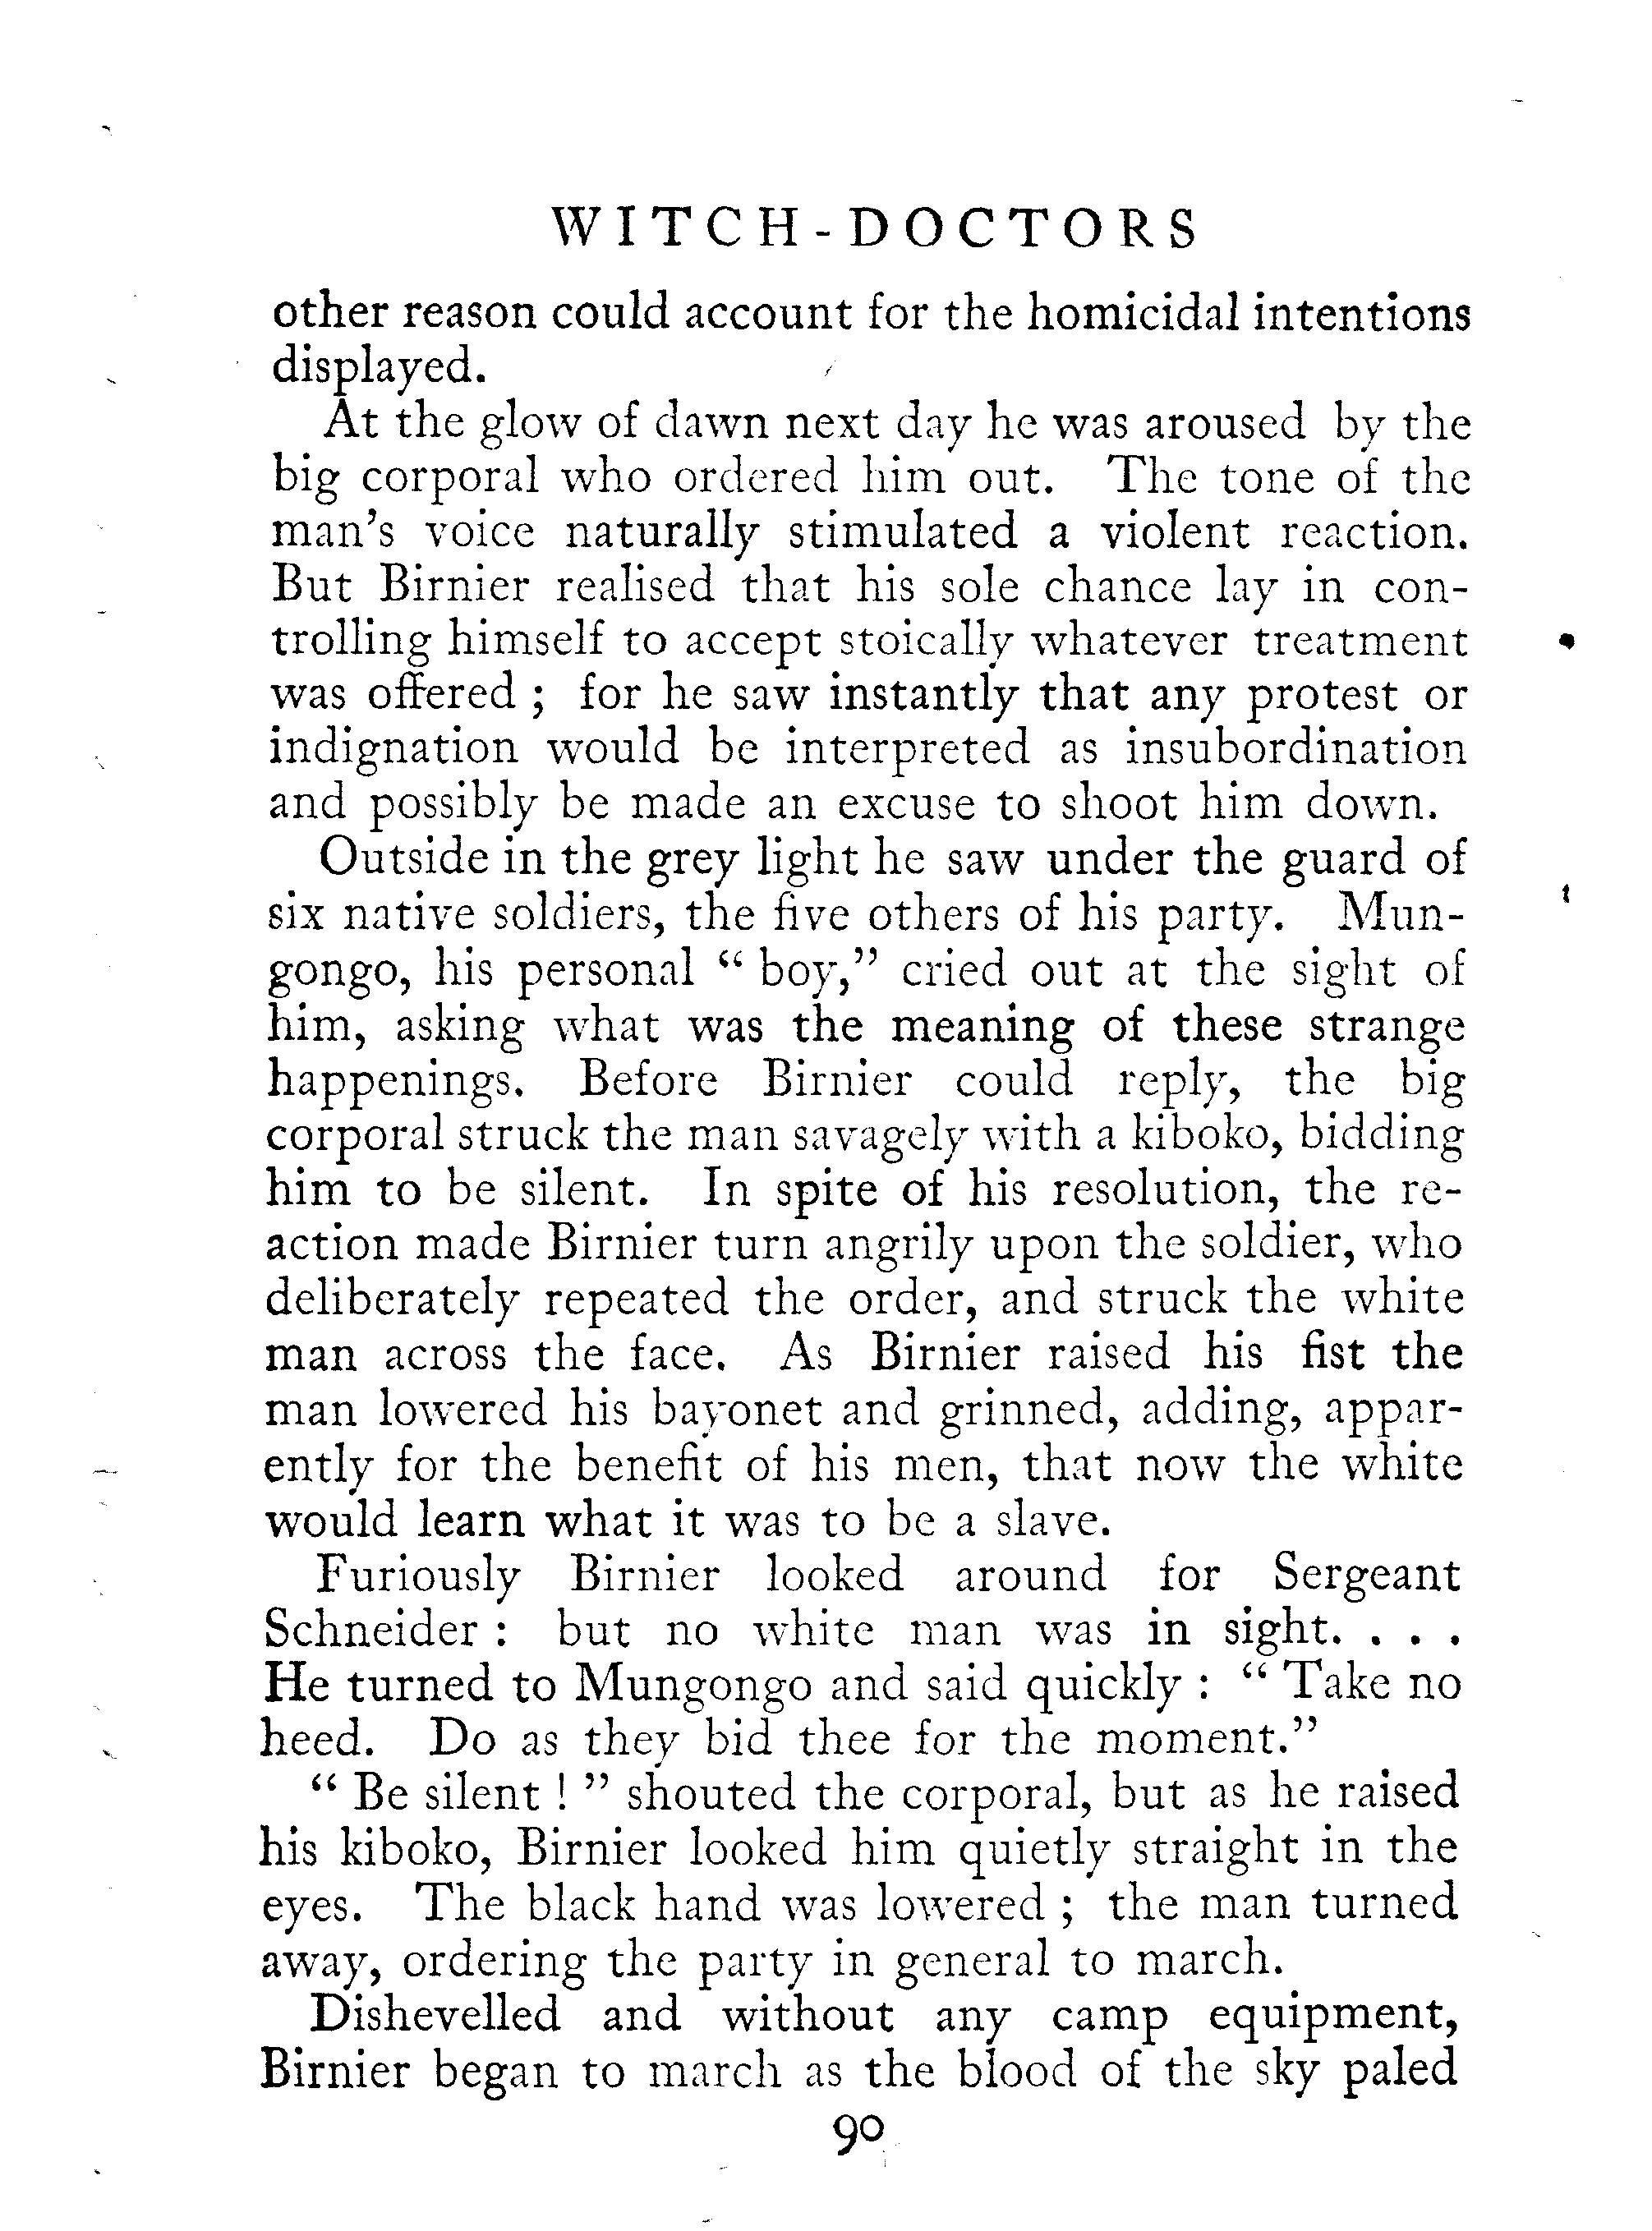 WITCH-DOCTORS
other reason could account for the homicidal intentions
displayed.
At the glow of dawn next day he was aroused by the
big corporal who ordered him out. The tone of the
man's voice naturally stimulated a violent reaction.
But Birnier realised that his sole chance lay in con-
trolling himself to accept stoically whatever treatment
was offered ; for he saw instantly that any protest or
indignation would be interpreted as insubordination
and possibly be made an excuse to shoot him down.
Outside in the grey light he saw under the guard of
six native soldiers, the five others of his party. Mun-
gongo, his personal “ boy,” cried out at the sight of
him, asking what was the meaning of these strange
happenings. Before Birnier could reply, the big
corporal struck the man savagely with a kiboko, bidding
him to be silent. In spite of his resolution, the re-
action made Birnier turn angrily upon the soldier, who
deliberately repeated the order, and struck the white
man across the face. As Birnier raised his fist the
man lowered his bayonet and grinned, adding, appar-
ently for the benefit of his men, that now the white
would learn what it was to be a slave.
Furiously Birnier looked around for Sergeant
Schneider : but no white man was in sight. . . .
He turned to Mungongo and said quickly : “ Take no
heed. Do as they bid thee for the moment.”
“ Be silent ! ” shouted the corporal, but as he raised
his kiboko, Birnier looked him quietly straight in the
eyes. The black hand was lowered ; the man turned
away, ordering the party in general to march.
Dishevelled and without any camp equipment,
Birnier began to march as the blood of the sky paled
90